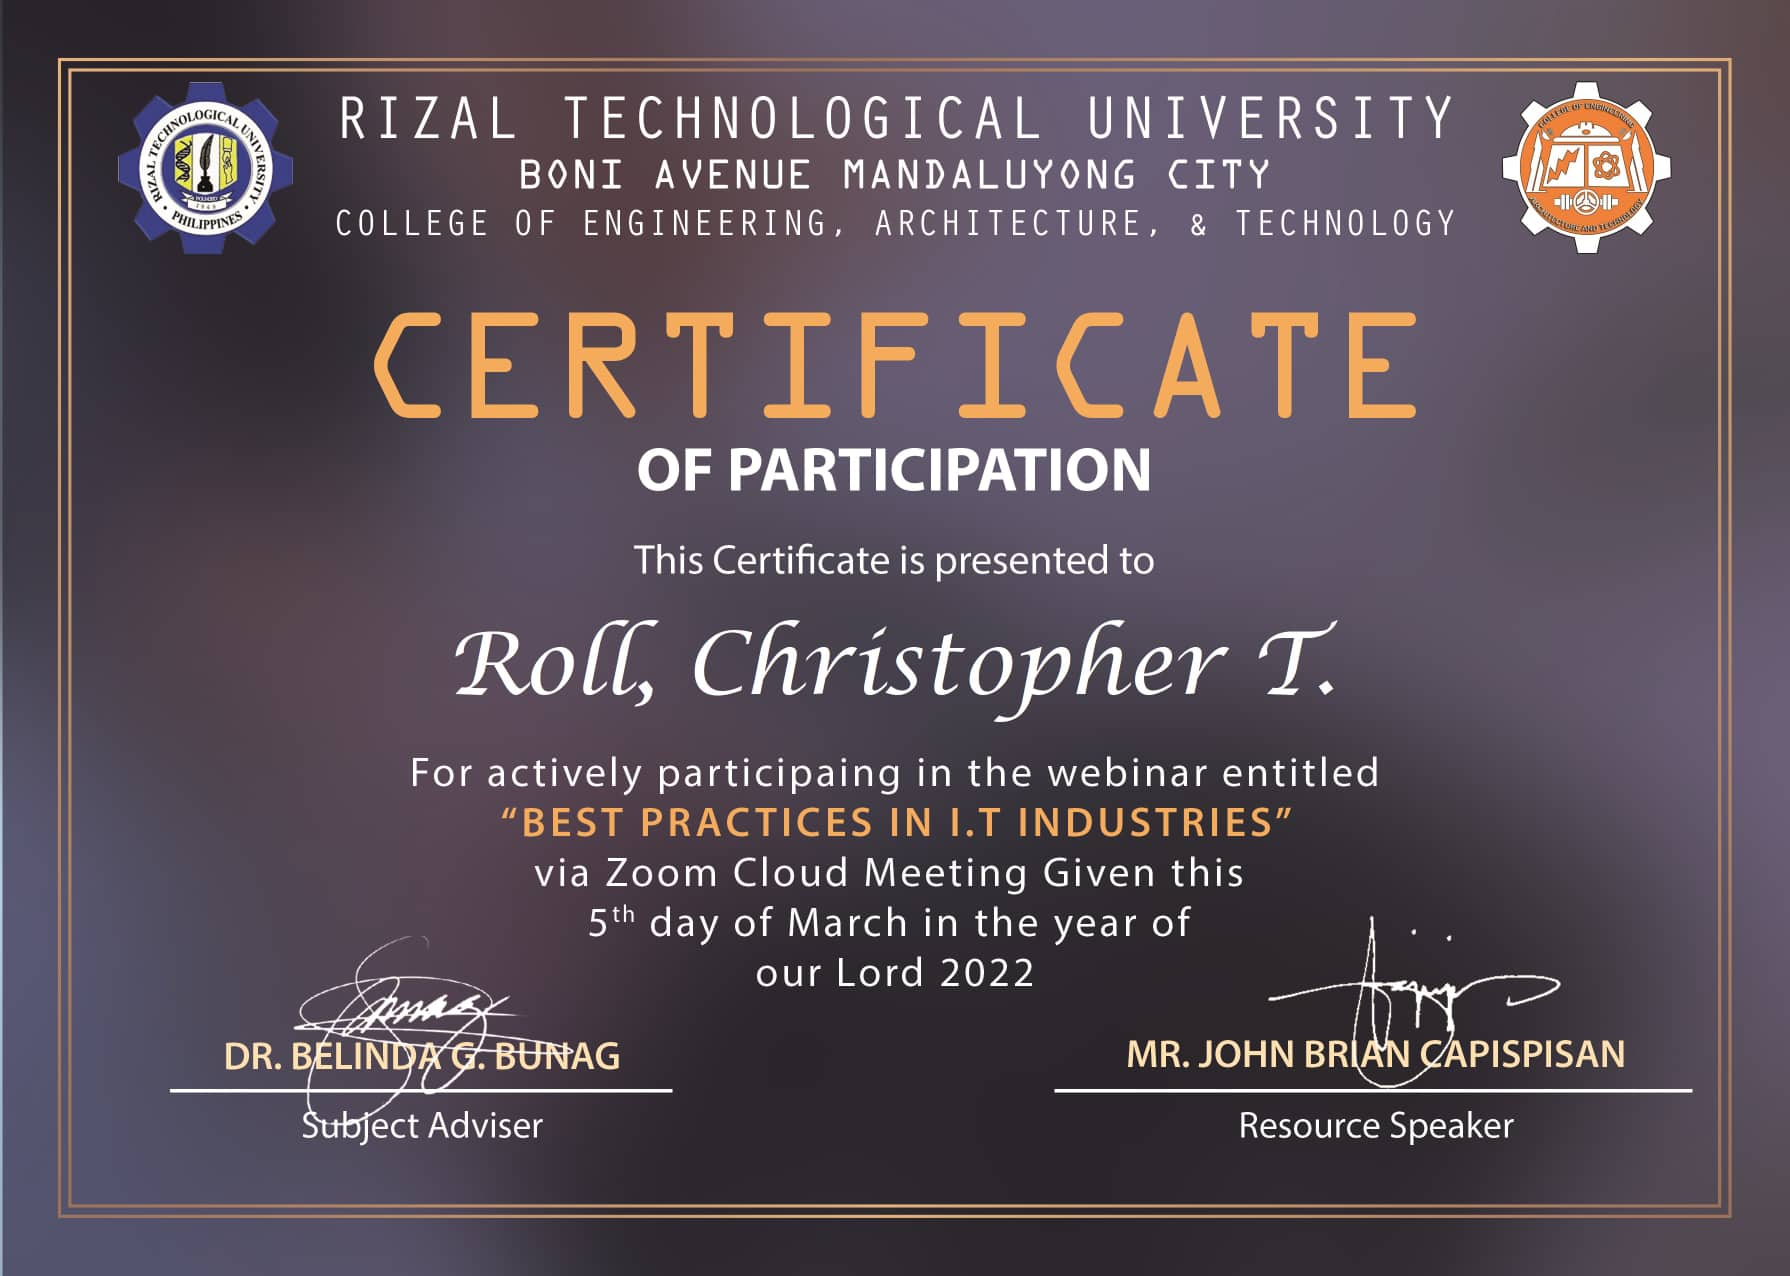 RIZAL TECHNOLOGICAL UNIVERSITY
BONI AVENUE MANDALUYONG CITY
COLLEGE OF ENGINEERING, ARCHITECTURE, & TECHNOLOGY
RIZAL TECHNOLOGICAL UNIVERSITY
PHILIPPINES
FOUNDED
1969
COLLEGE OF ENGINEERING
ARCHITECTURE AND TECHNOLOGY
CERTIFICATE
OF PARTICIPATION
This Certificate is presented to
Roll, Christopher T.
For actively participaing in the webinar entitled
“BEST PRACTICES IN I.T INDUSTRIES”
via Zoom Cloud Meeting Given this
5th day of March in the year of
our Lord 2022
DR. BELINDA G. BUNAG
Subject Adviser
MR. JOHN BRIAN CAPISPISAN
Resource Speaker